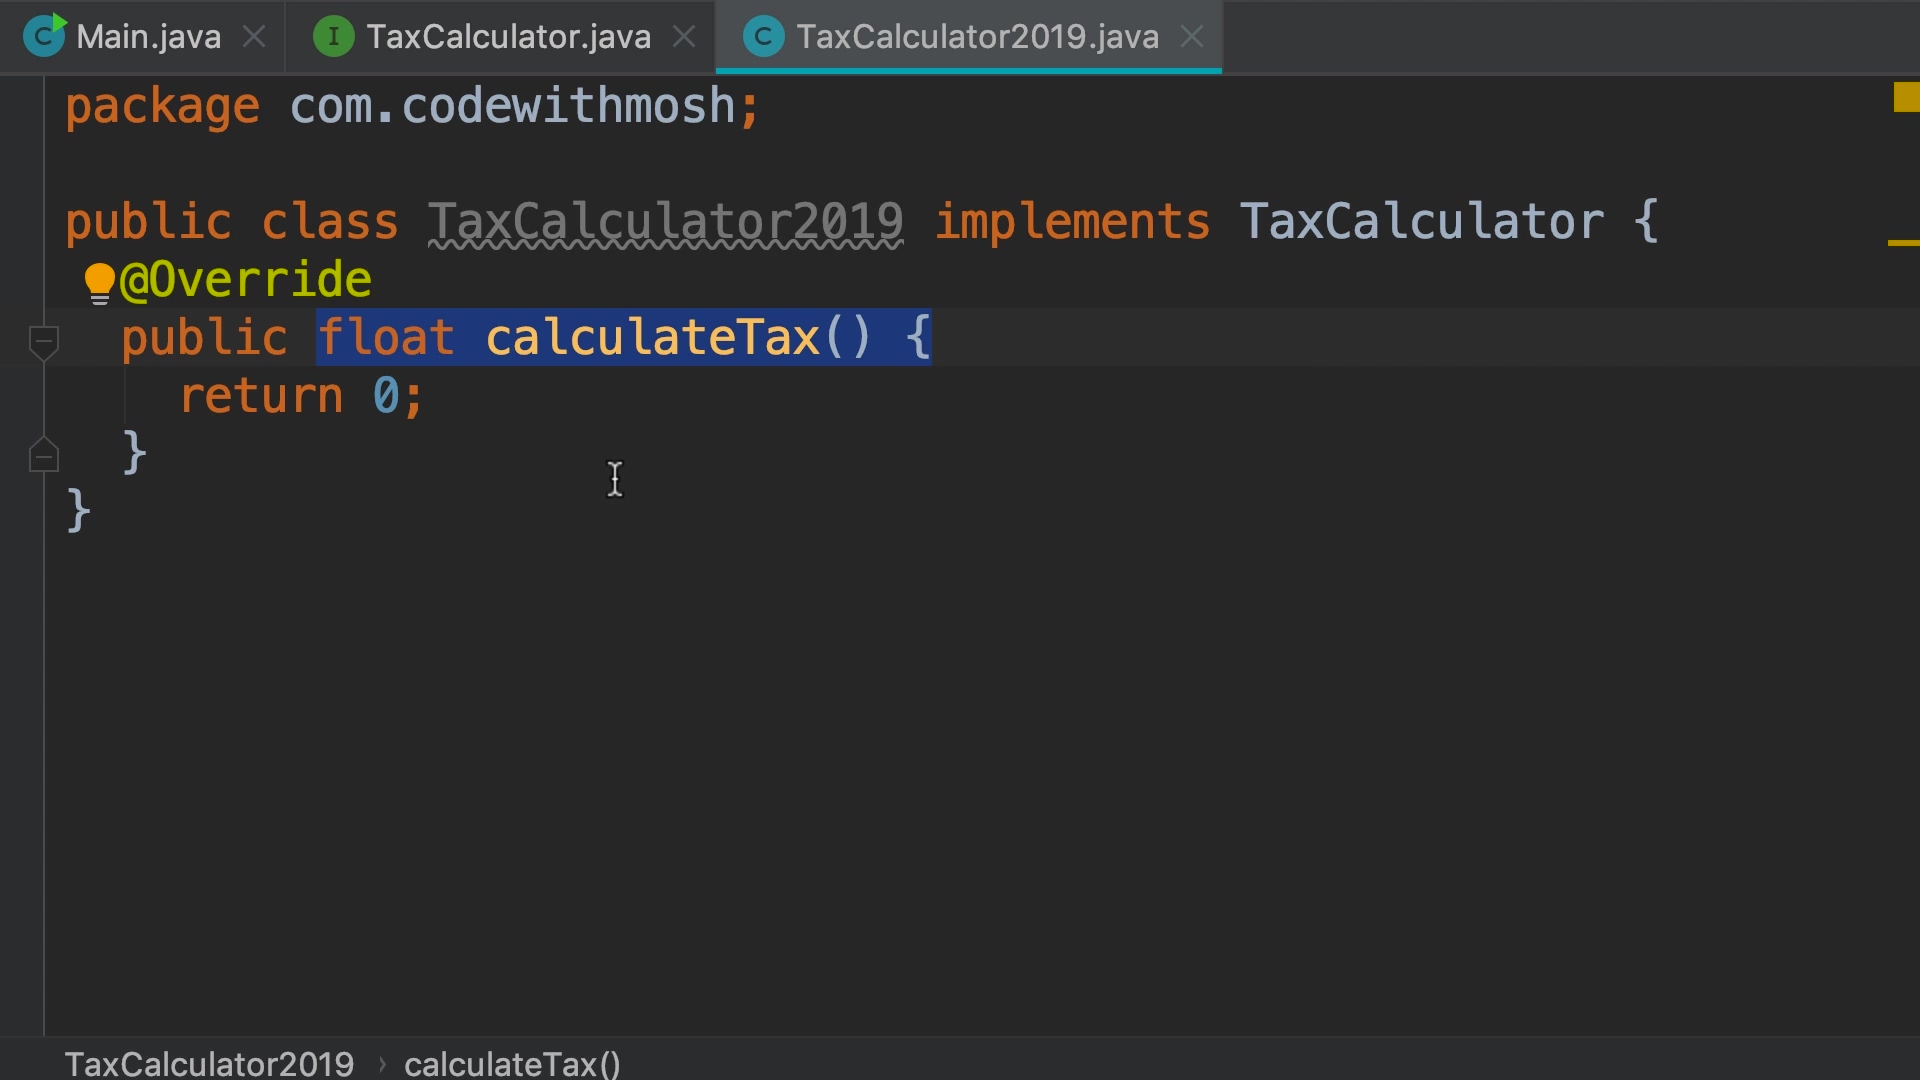 Main.java TaxCalculator.java TaxCalculator2019.java
package com.codewithmosh;
public class TaxCalculator2019 implements TaxCalculator {
@Override
public float calculateTax() {
return 0;
}
}
TaxCalculator2019 › calculateTax()